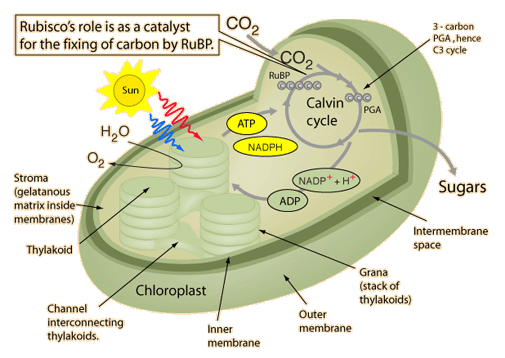 Rubisco's role is as a catalyst
for the fixing of carbon by RuBP.
CO2
3 - carbon
PGA , hence
C3 cycle
CO2
RuBP
C C C C C
Sun
Calvin
cycle
C C C
PGA
H2O
ATP
O2
NADPH
Stroma
(gelatanous
matrix inside
membranes)
NADP+ + H+
Sugars
ADP
Thylakoid
Intermembrane
space
Chloroplast
Grana
(stack of
thylakoids)
Channel
interconnecting
thylakoids.
Inner
membrane
Outer
membrane